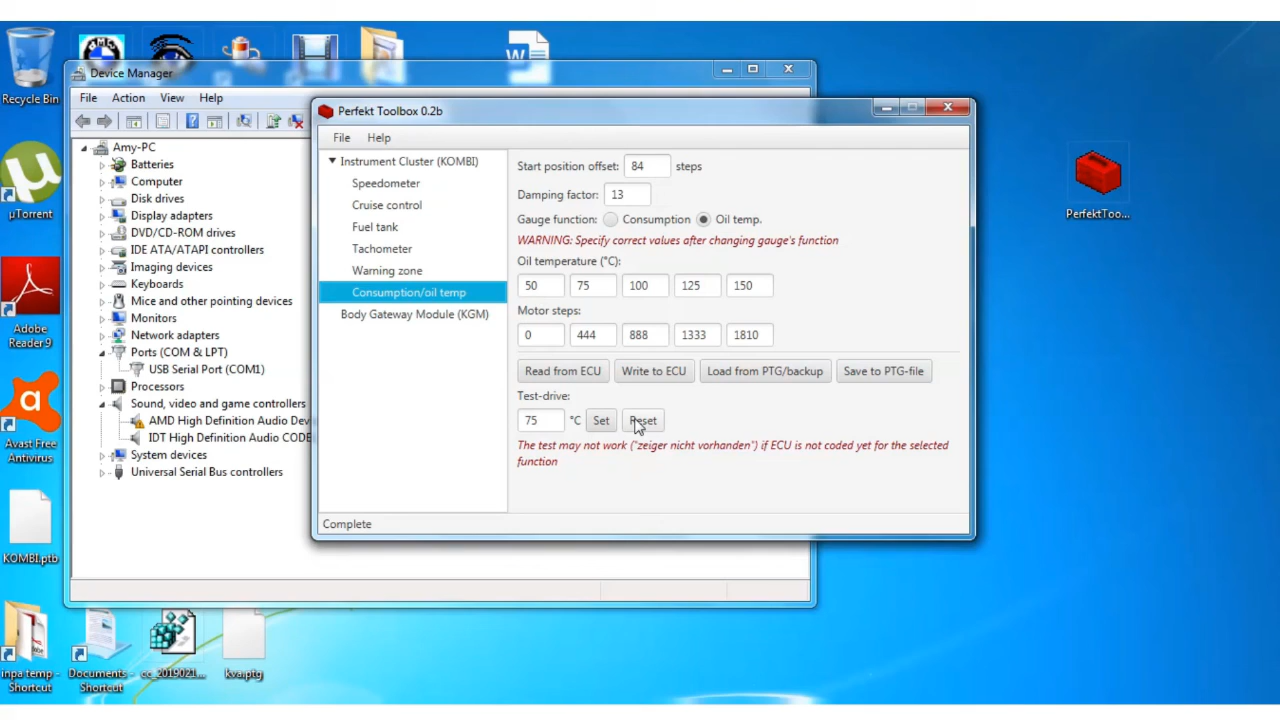 Recycle Bin
µTorrent
Adobe
Reader 9
Avast Free
Antivirus
KOMBI.ptb
inpa temp -
Shortcut
Documents -
Shortcut
cc_2019021...
kva.ptg
PerfektToo...
Device Manager
File Action View Help
Amy-PC
Batteries
Computer
Disk drives
Display adapters
DVD/CD-ROM drives
IDE ATA/ATAPI controllers
Imaging devices
Keyboards
Mice and other pointing devices
Monitors
Network adapters
Ports (COM & LPT)
USB Serial Port (COM1)
Processors
Sound, video and game controllers
AMD High Definition Audio Dev
IDT High Definition Audio CODE
System devices
Universal Serial Bus controllers
Perfekt Toolbox 0.2b
File Help
Instrument Cluster (KOMBI)
Speedometer
Cruise control
Fuel tank
Tachometer
Warning zone
Consumption/oil temp
Body Gateway Module (KGM)
Start position offset: 84 steps
Damping factor: 13
Gauge function: Consumption Oil temp.
WARNING: Specify correct values after changing gauge's function
Oil temperature (°C):
50 75 100 125 150
Motor steps:
0 444 888 1333 1810
Read from ECU Write to ECU Load from PTG/backup Save to PTG-file
Test-drive:
75 °C Set Reset
The test may not work ("zeiger nicht vorhanden") if ECU is not coded yet for the selected
function
Complete